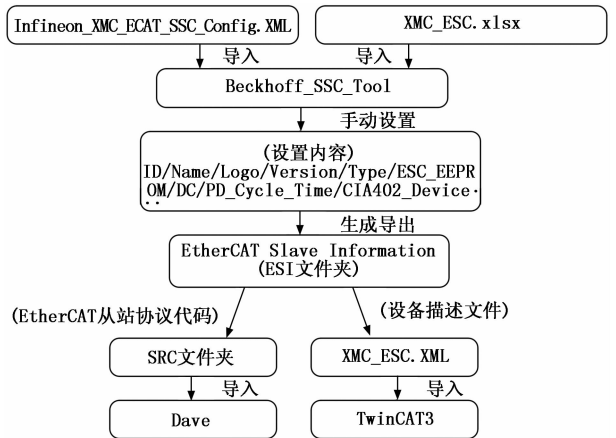 Infineon_XMC_ECAT_SSC_Config.XML
XMC_ESC.xlsx
导入
导入
Beckhoff_SSC_Tool
手动设置
(设置内容)
ID/Name/Logo/Version/Type/ESC_EEPR
OM/DC/PD_Cycle_Time/CIA402_Device·
··
生成导出
EtherCAT Slave Information
(ESI文件夹)
(EtherCAT从站协议代码)
(设备描述文件)
SRC文件夹
XMC_ESC.XML
导入
导入
Dave
TwinCAT3